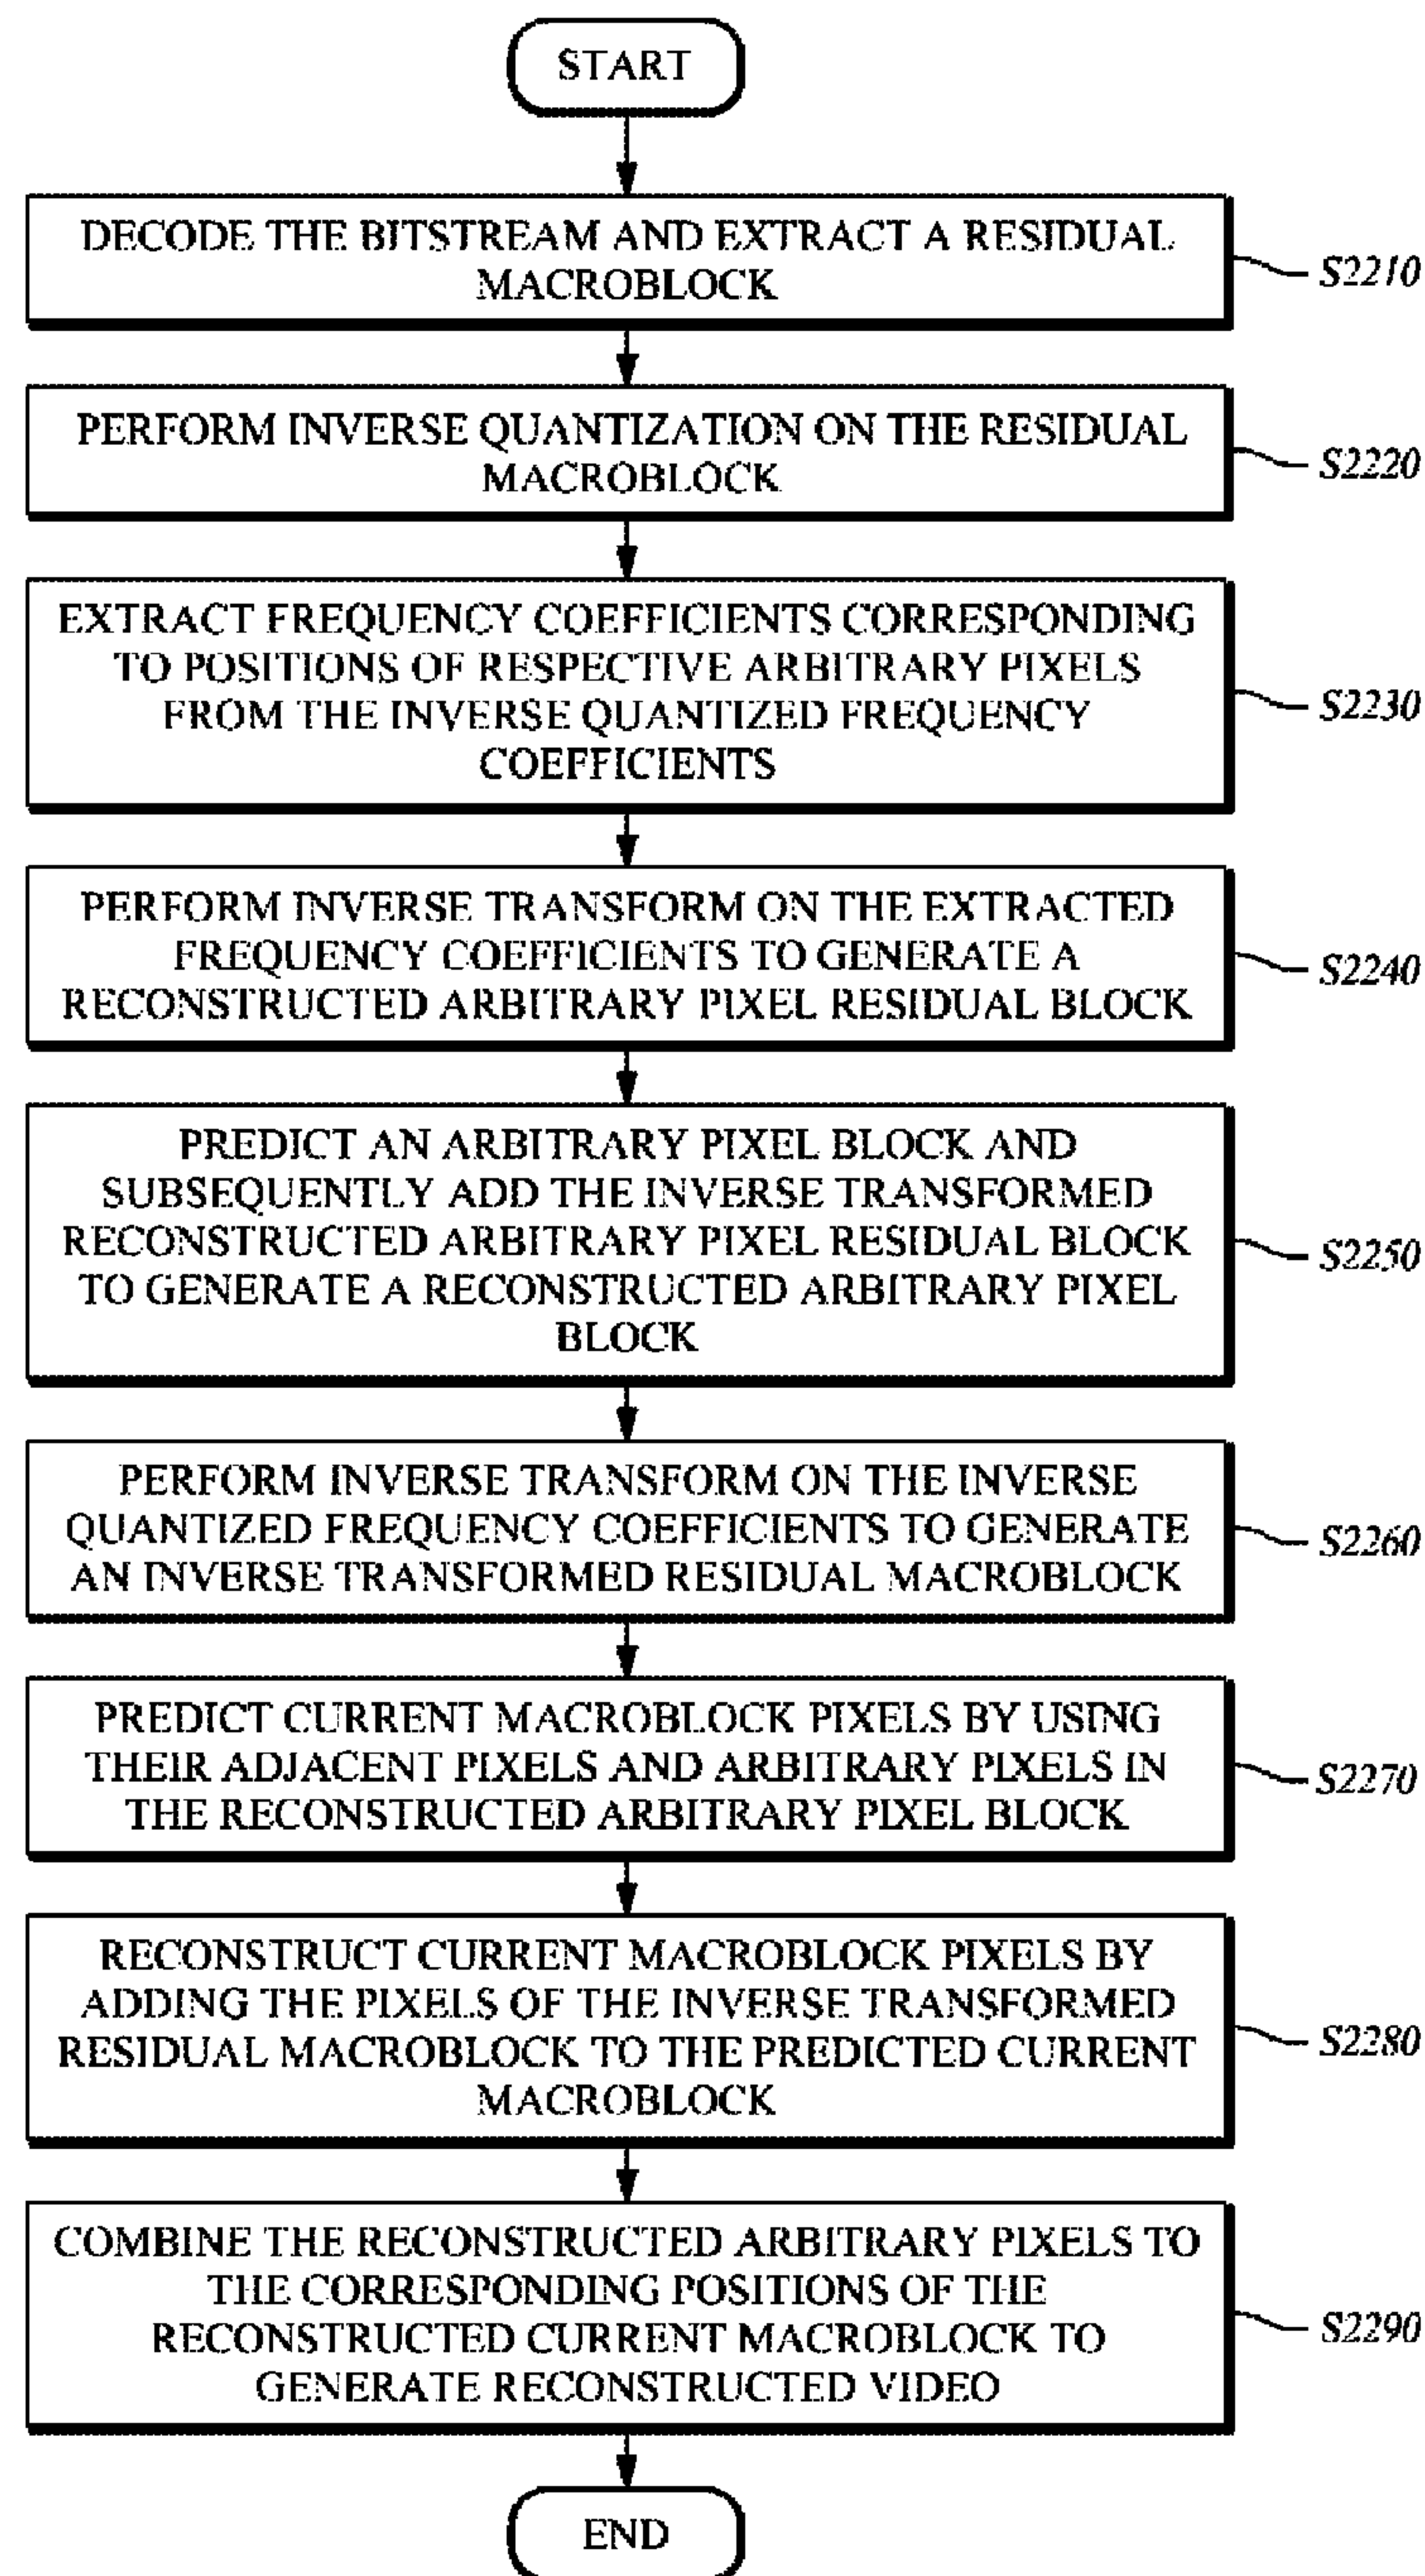 START
DECODE THE BITSTREAM AND EXTRACT A RESIDUAL
MACROBLOCK
S2210
PERFORM INVERSE QUANTIZATION ON THE RESIDUAL
MACROBLOCK
S2220
EXTRACT FREQUENCY COEFFICIENTS CORRESPONDING
TO POSITIONS OF RESPECTIVE ARBITRARY PIXELS
FROM THE INVERSE QUANTIZED FREQUENCY
COEFFICIENTS
S2230
PERFORM INVERSE TRANSFORM ON THE EXTRACTED
FREQUENCY COEFFICIENTS TO GENERATE A
RECONSTRUCTED ARBITRARY PIXEL RESIDUAL BLOCK
S2240
PREDICT AN ARBITRARY PIXEL BLOCK AND
SUBSEQUENTLY ADD THE INVERSE TRANSFORMED
RECONSTRUCTED ARBITRARY PIXEL RESIDUAL BLOCK
TO GENERATE A RECONSTRUCTED ARBITRARY PIXEL
BLOCK
S2250
PERFORM INVERSE TRANSFORM ON THE INVERSE
QUANTIZED FREQUENCY COEFFICIENTS TO GENERATE
AN INVERSE TRANSFORMED RESIDUAL MACROBLOCK
S2260
PREDICT CURRENT MACROBLOCK PIXELS BY USING
THEIR ADJACENT PIXELS AND ARBITRARY PIXELS IN
THE RECONSTRUCTED ARBITRARY PIXEL BLOCK
S2270
RECONSTRUCT CURRENT MACROBLOCK PIXELS BY
ADDING THE PIXELS OF THE INVERSE TRANSFORMED
RESIDUAL MACROBLOCK TO THE PREDICTED CURRENT
MACROBLOCK
S2280
COMBINE THE RECONSTRUCTED ARBITRARY PIXELS TO
THE CORRESPONDING POSITIONS OF THE
RECONSTRUCTED CURRENT MACROBLOCK TO
GENERATE RECONSTRUCTED VIDEO
S2290
END